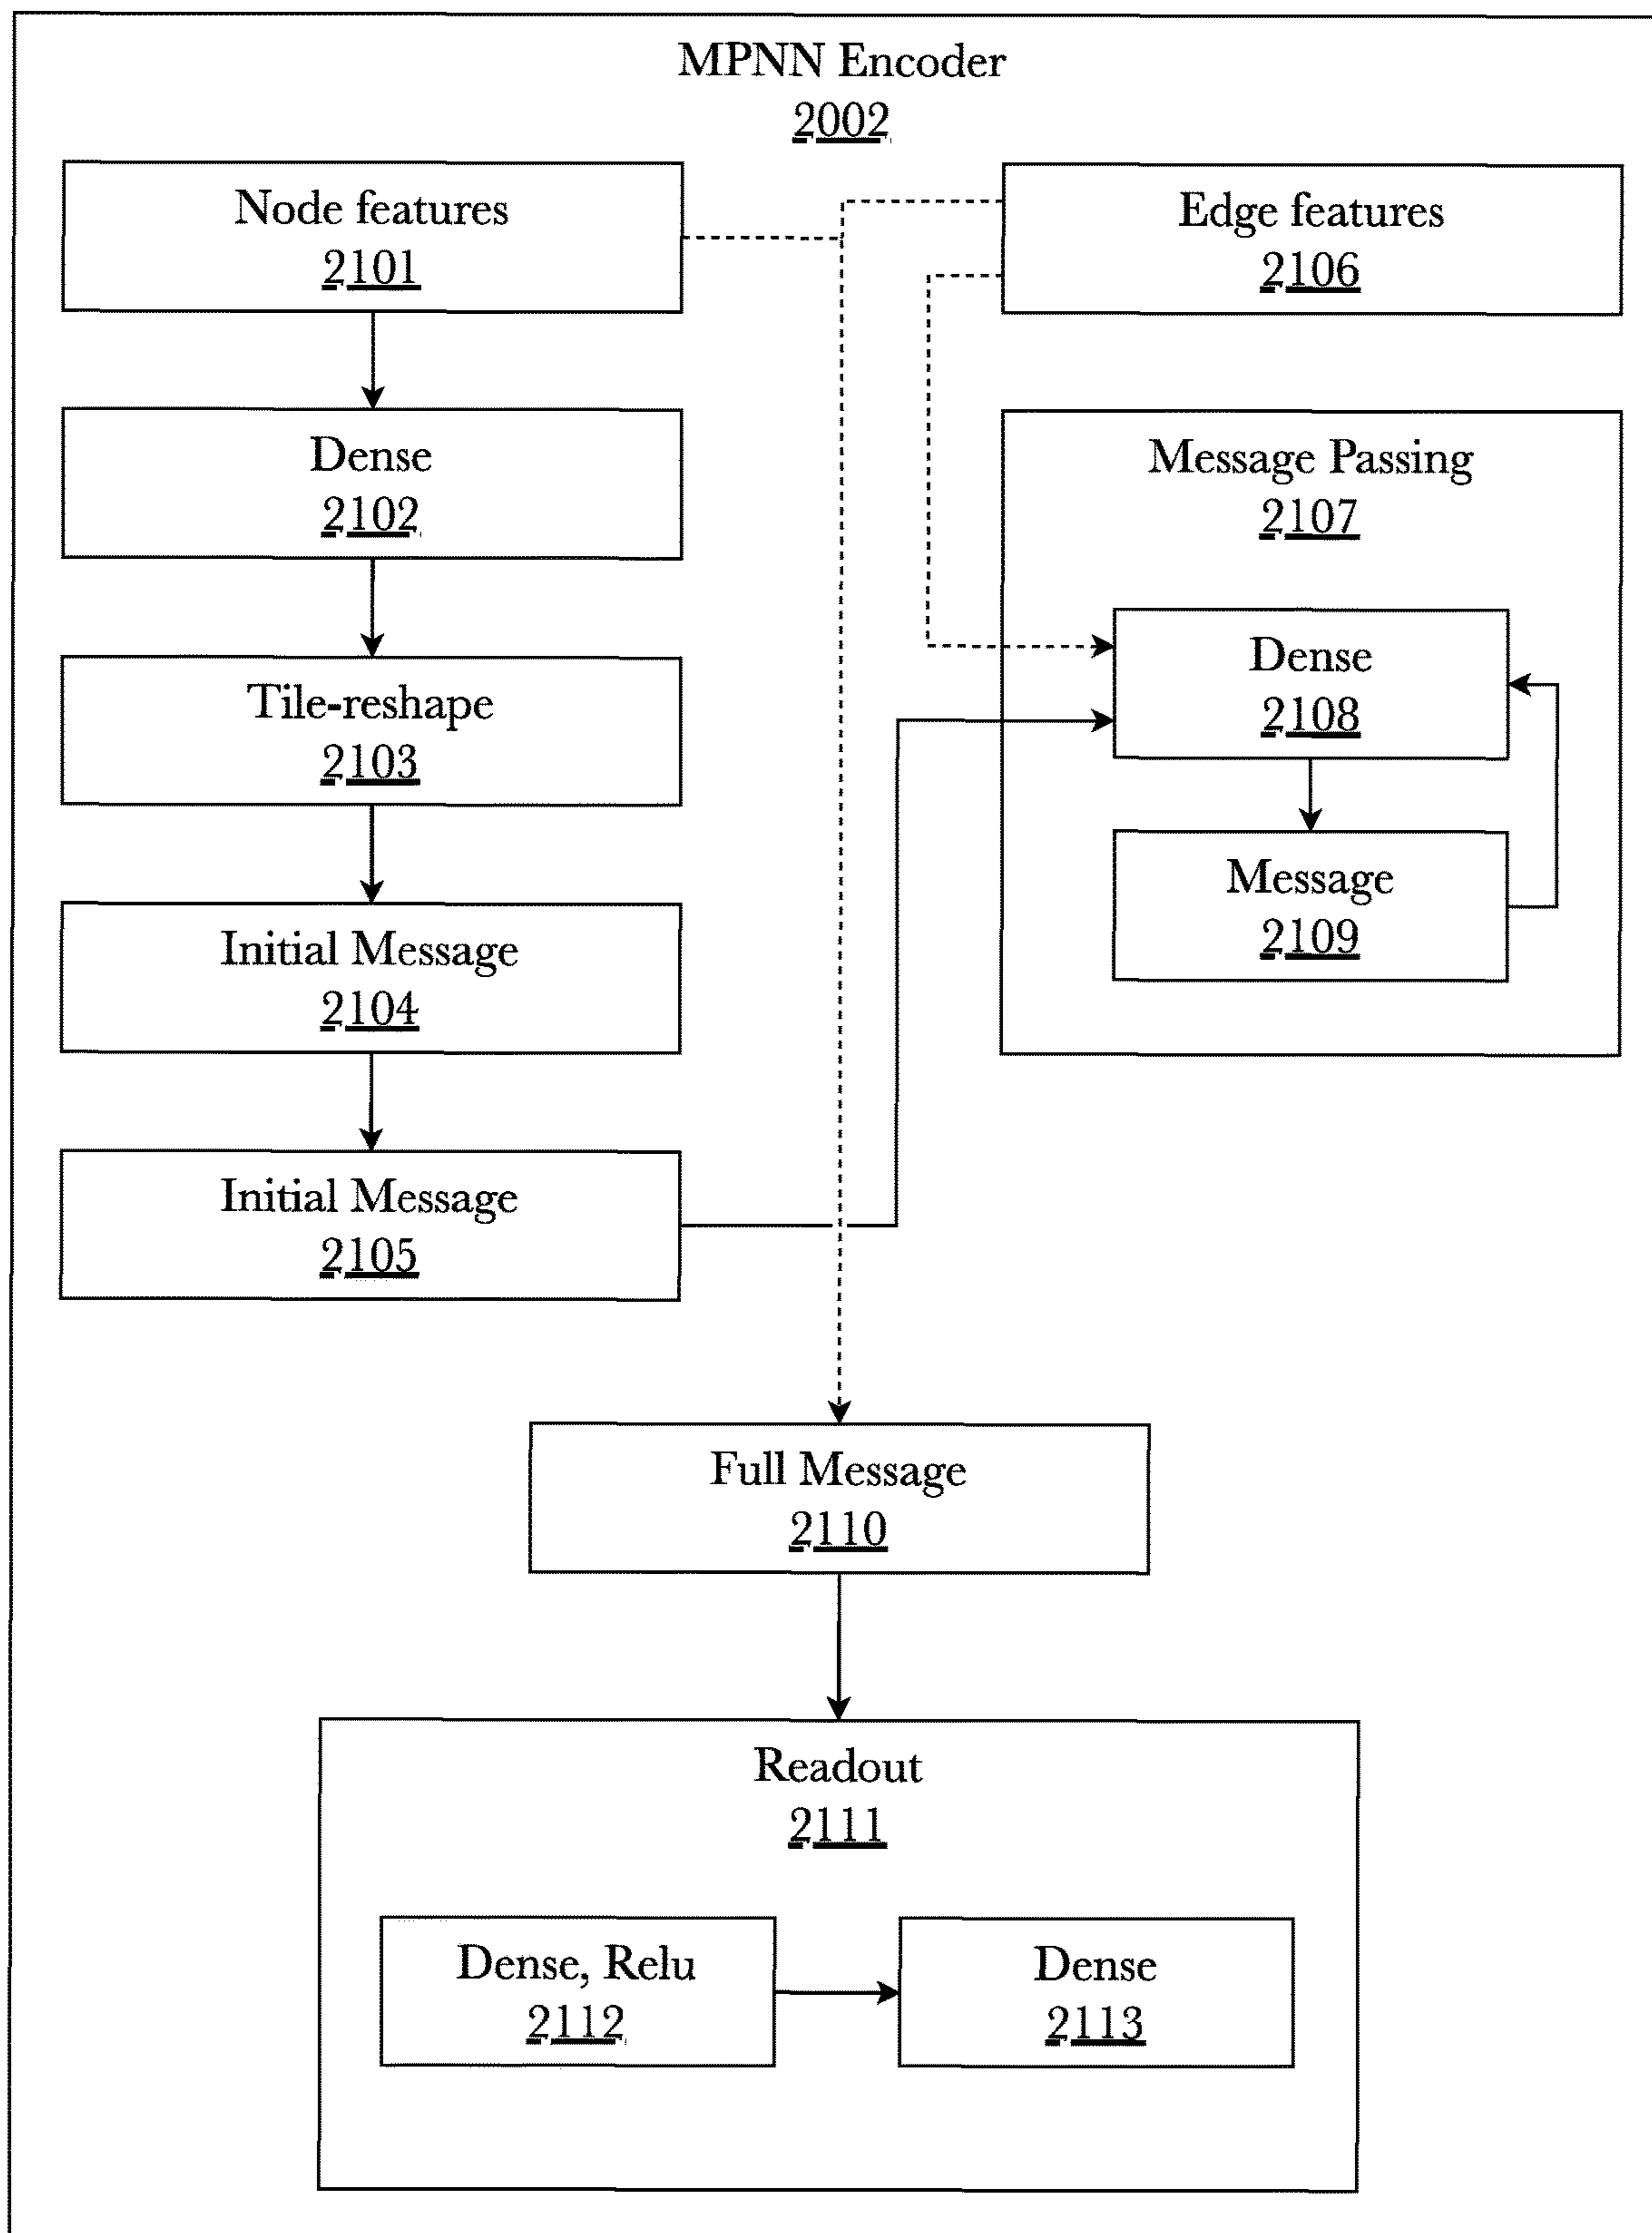 MPNN Encoder
2002
Node features
2101
Edge features
2106
Dense
2102
Message Passing
2107
Tile-reshape
2103
Dense
2108
Initial Message
2104
Message
2109
Initial Message
2105
Full Message
2110
Readout
2111
Dense, Relu
2112
Dense
2113